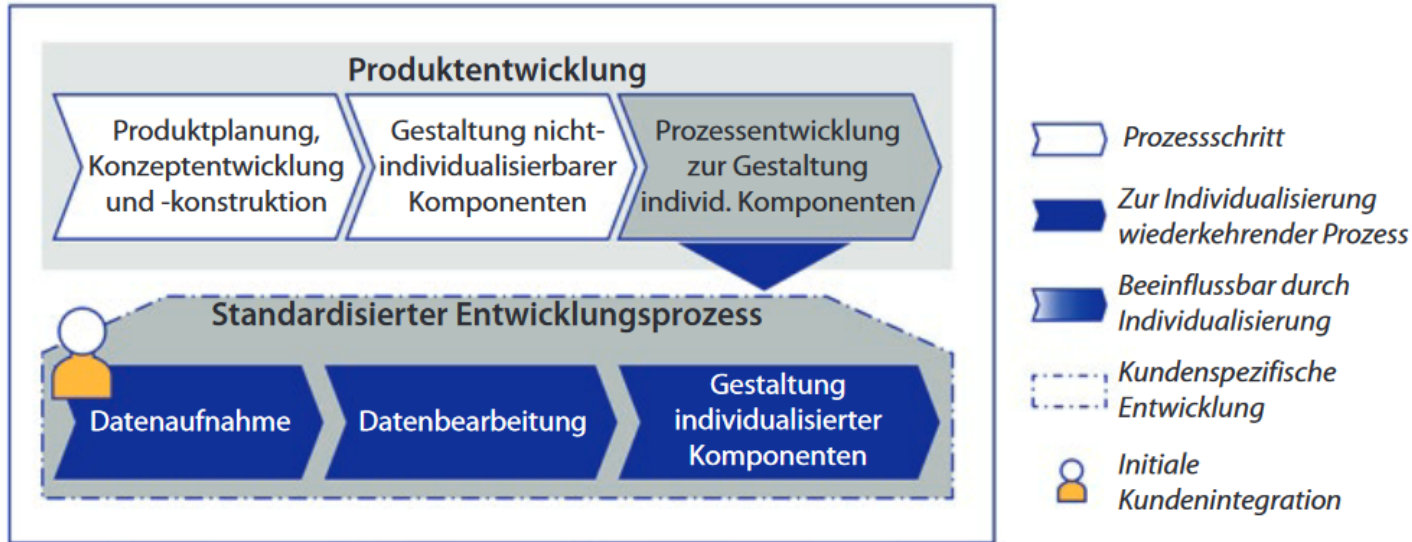 Produktentwicklung
Produktplanung,
Konzeptentwicklung
und -konstruktion
Gestaltung nicht-
individualisierbarer
Komponenten
Prozessentwicklung
zur Gestaltung
individ. Komponenten
Standardisierter Entwicklungsprozess
Datenaufnahme
Datenbearbeitung
Gestaltung
individualisierter
Komponenten
Prozessschritt
Zur Individualisierung
wiederkehrender Prozess
Beeinflussbar durch
Individualisierung
Kundenspezifische
Entwicklung
Initiale
Kundenintegration